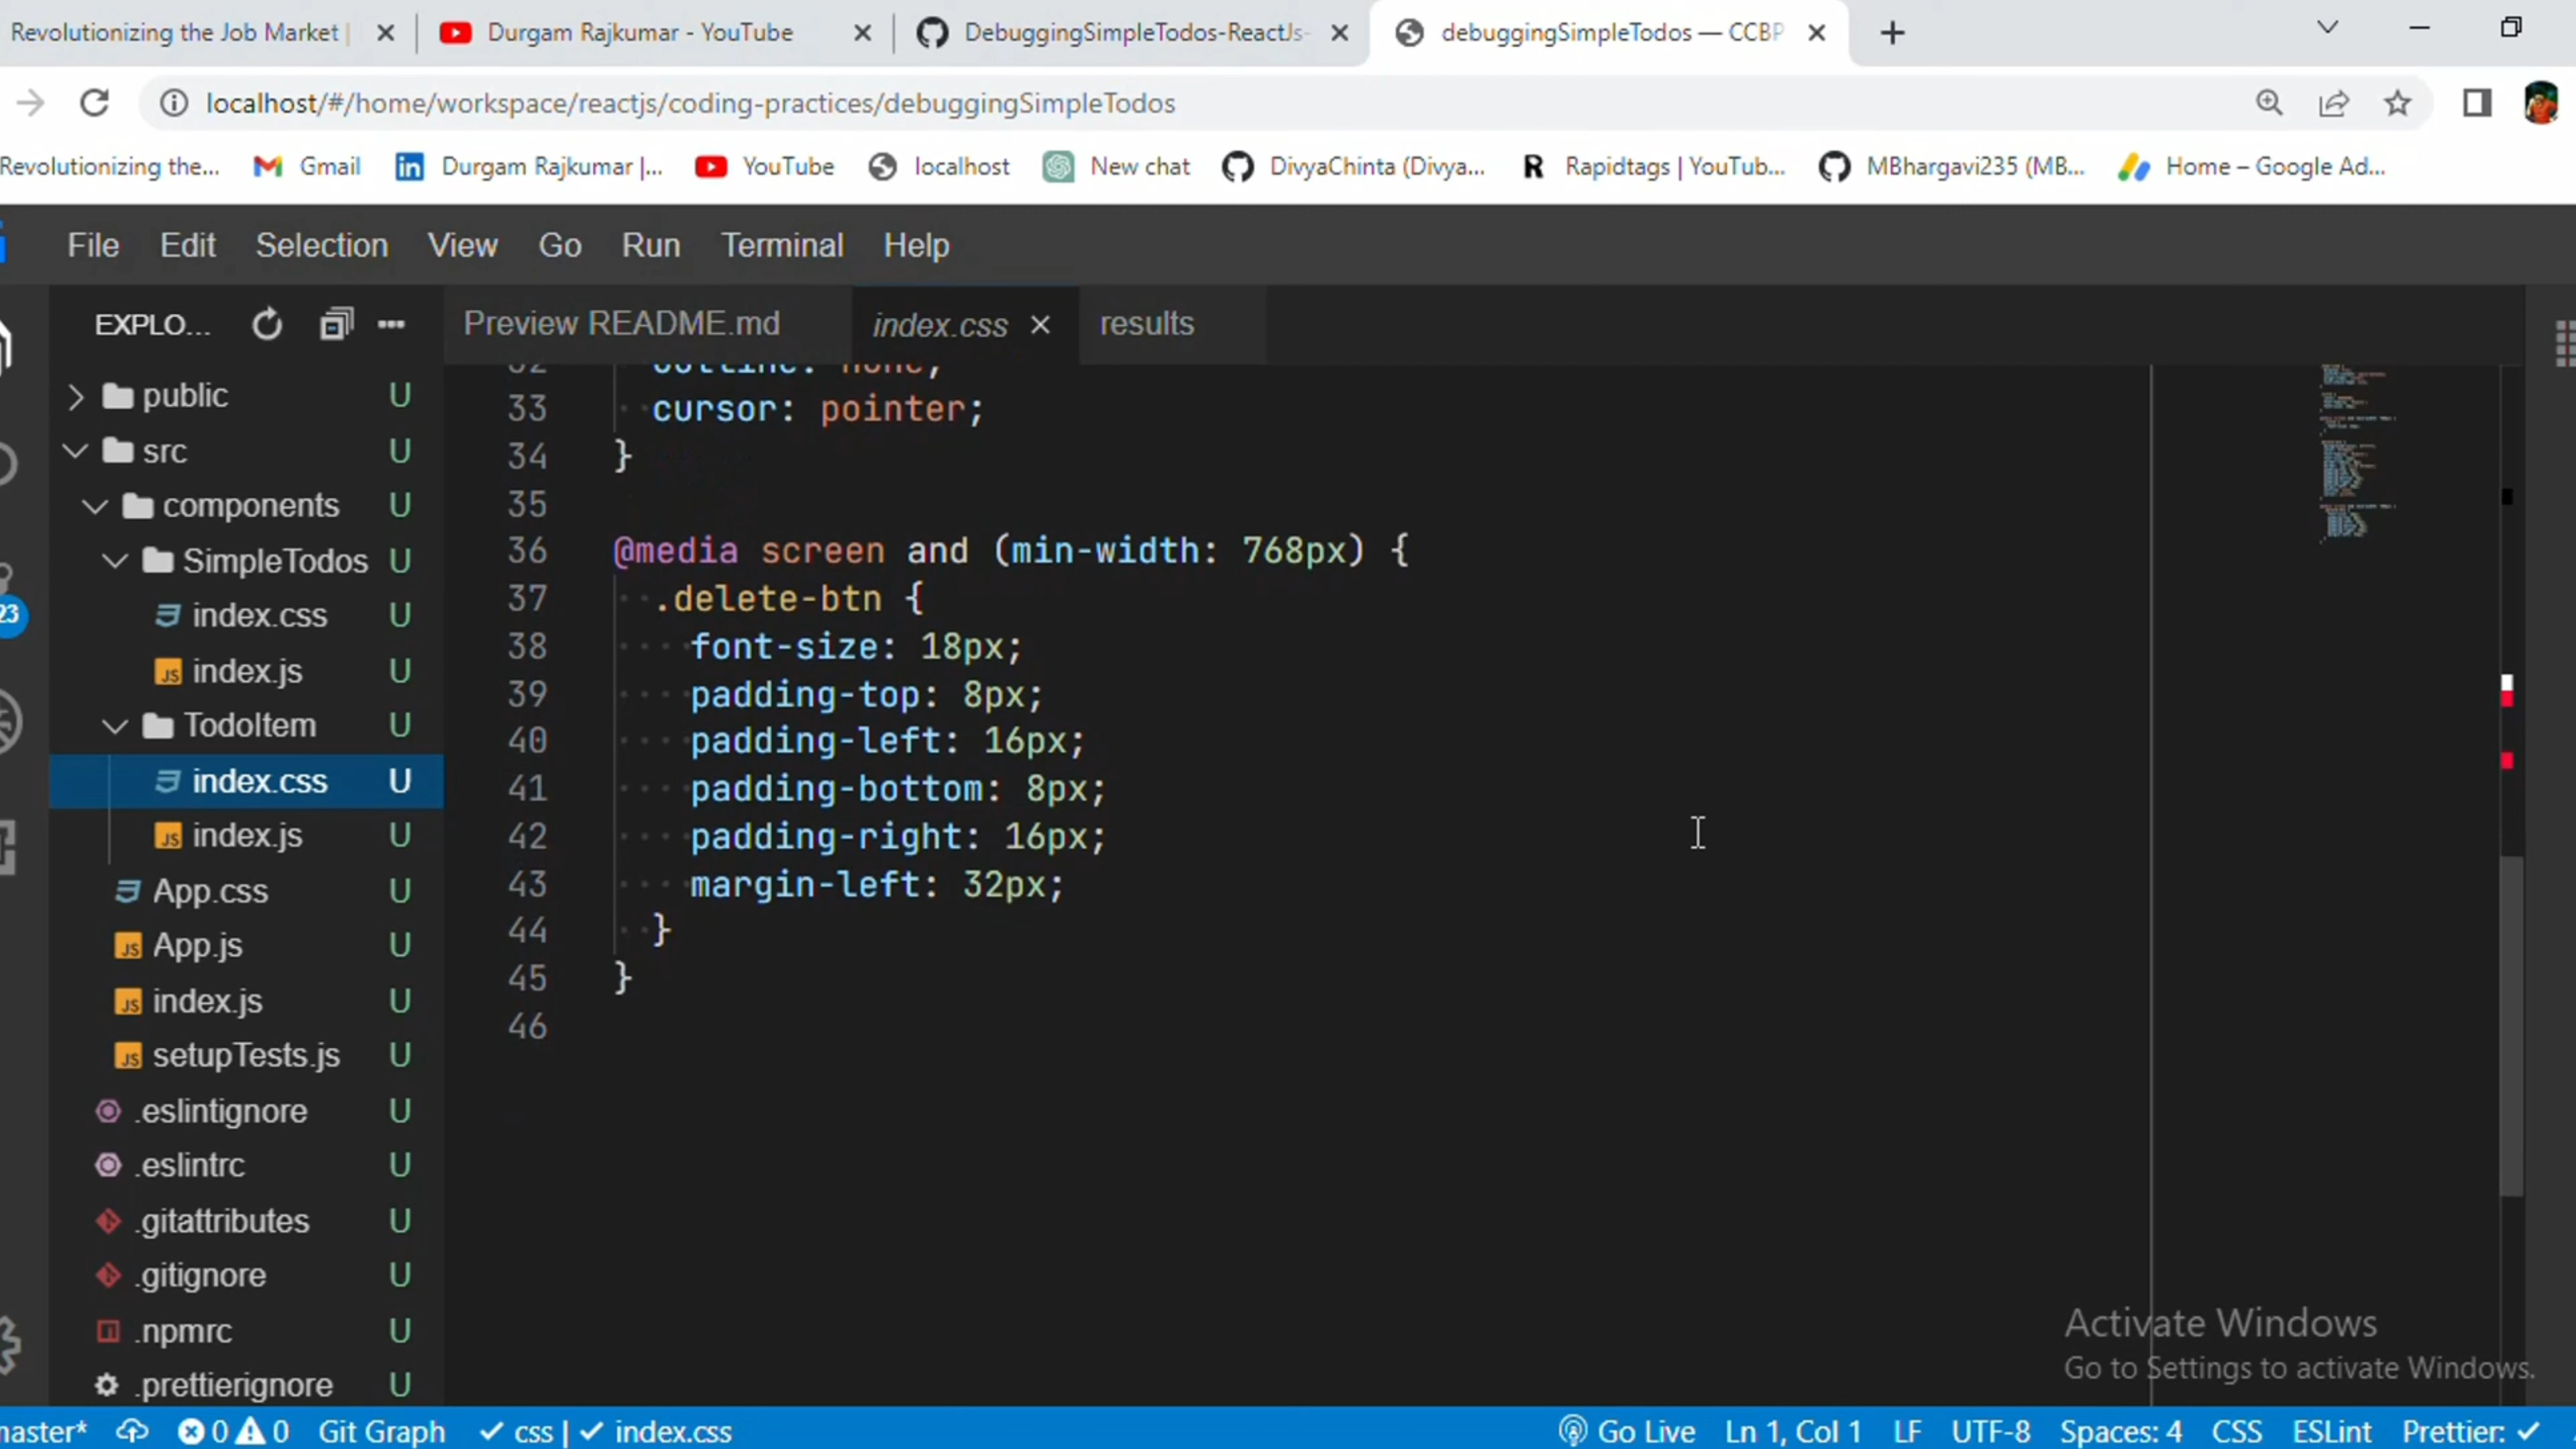 Revolutionizing the Job Market |
Durgam Rajkumar - YouTube
DebuggingSimpleTodos-ReactJs-
debuggingSimpleTodos — CCBP
localhost/#/home/workspace/reactjs/coding-practices/debuggingSimpleTodos
Revolutionizing the... Gmail Durgam Rajkumar |... YouTube localhost New chat DivyaChinta (Divya... Rapidtags | YouTub... MBhargavi235 (MB... Home – Google Ad...
File Edit Selection View Go Run Terminal Help
EXPLO...
Preview README.md index.css results
public U
src U
components U
SimpleTodos U
index.css U
index.js U
TodoItem U
index.css U
index.js U
App.css U
App.js U
index.js U
setupTests.js U
.eslintignore U
.eslintrc U
.gitattributes U
.gitignore U
.npmrc U
.prettierignore U
23
32 outline: none;
33 cursor: pointer;
34 }
35
36 @media screen and (min-width: 768px) {
37 .delete-btn {
38 font-size: 18px;
39 padding-top: 8px;
40 padding-left: 16px;
41 padding-bottom: 8px;
42 padding-right: 16px;
43 margin-left: 32px;
44 }
45 }
46
Activate Windows
Go to Settings to activate Windows.
master* 0 0 Git Graph ✓ css | ✓ index.css Go Live Ln 1, Col 1 LF UTF-8 Spaces: 4 CSS ESLint Prettier: ✓